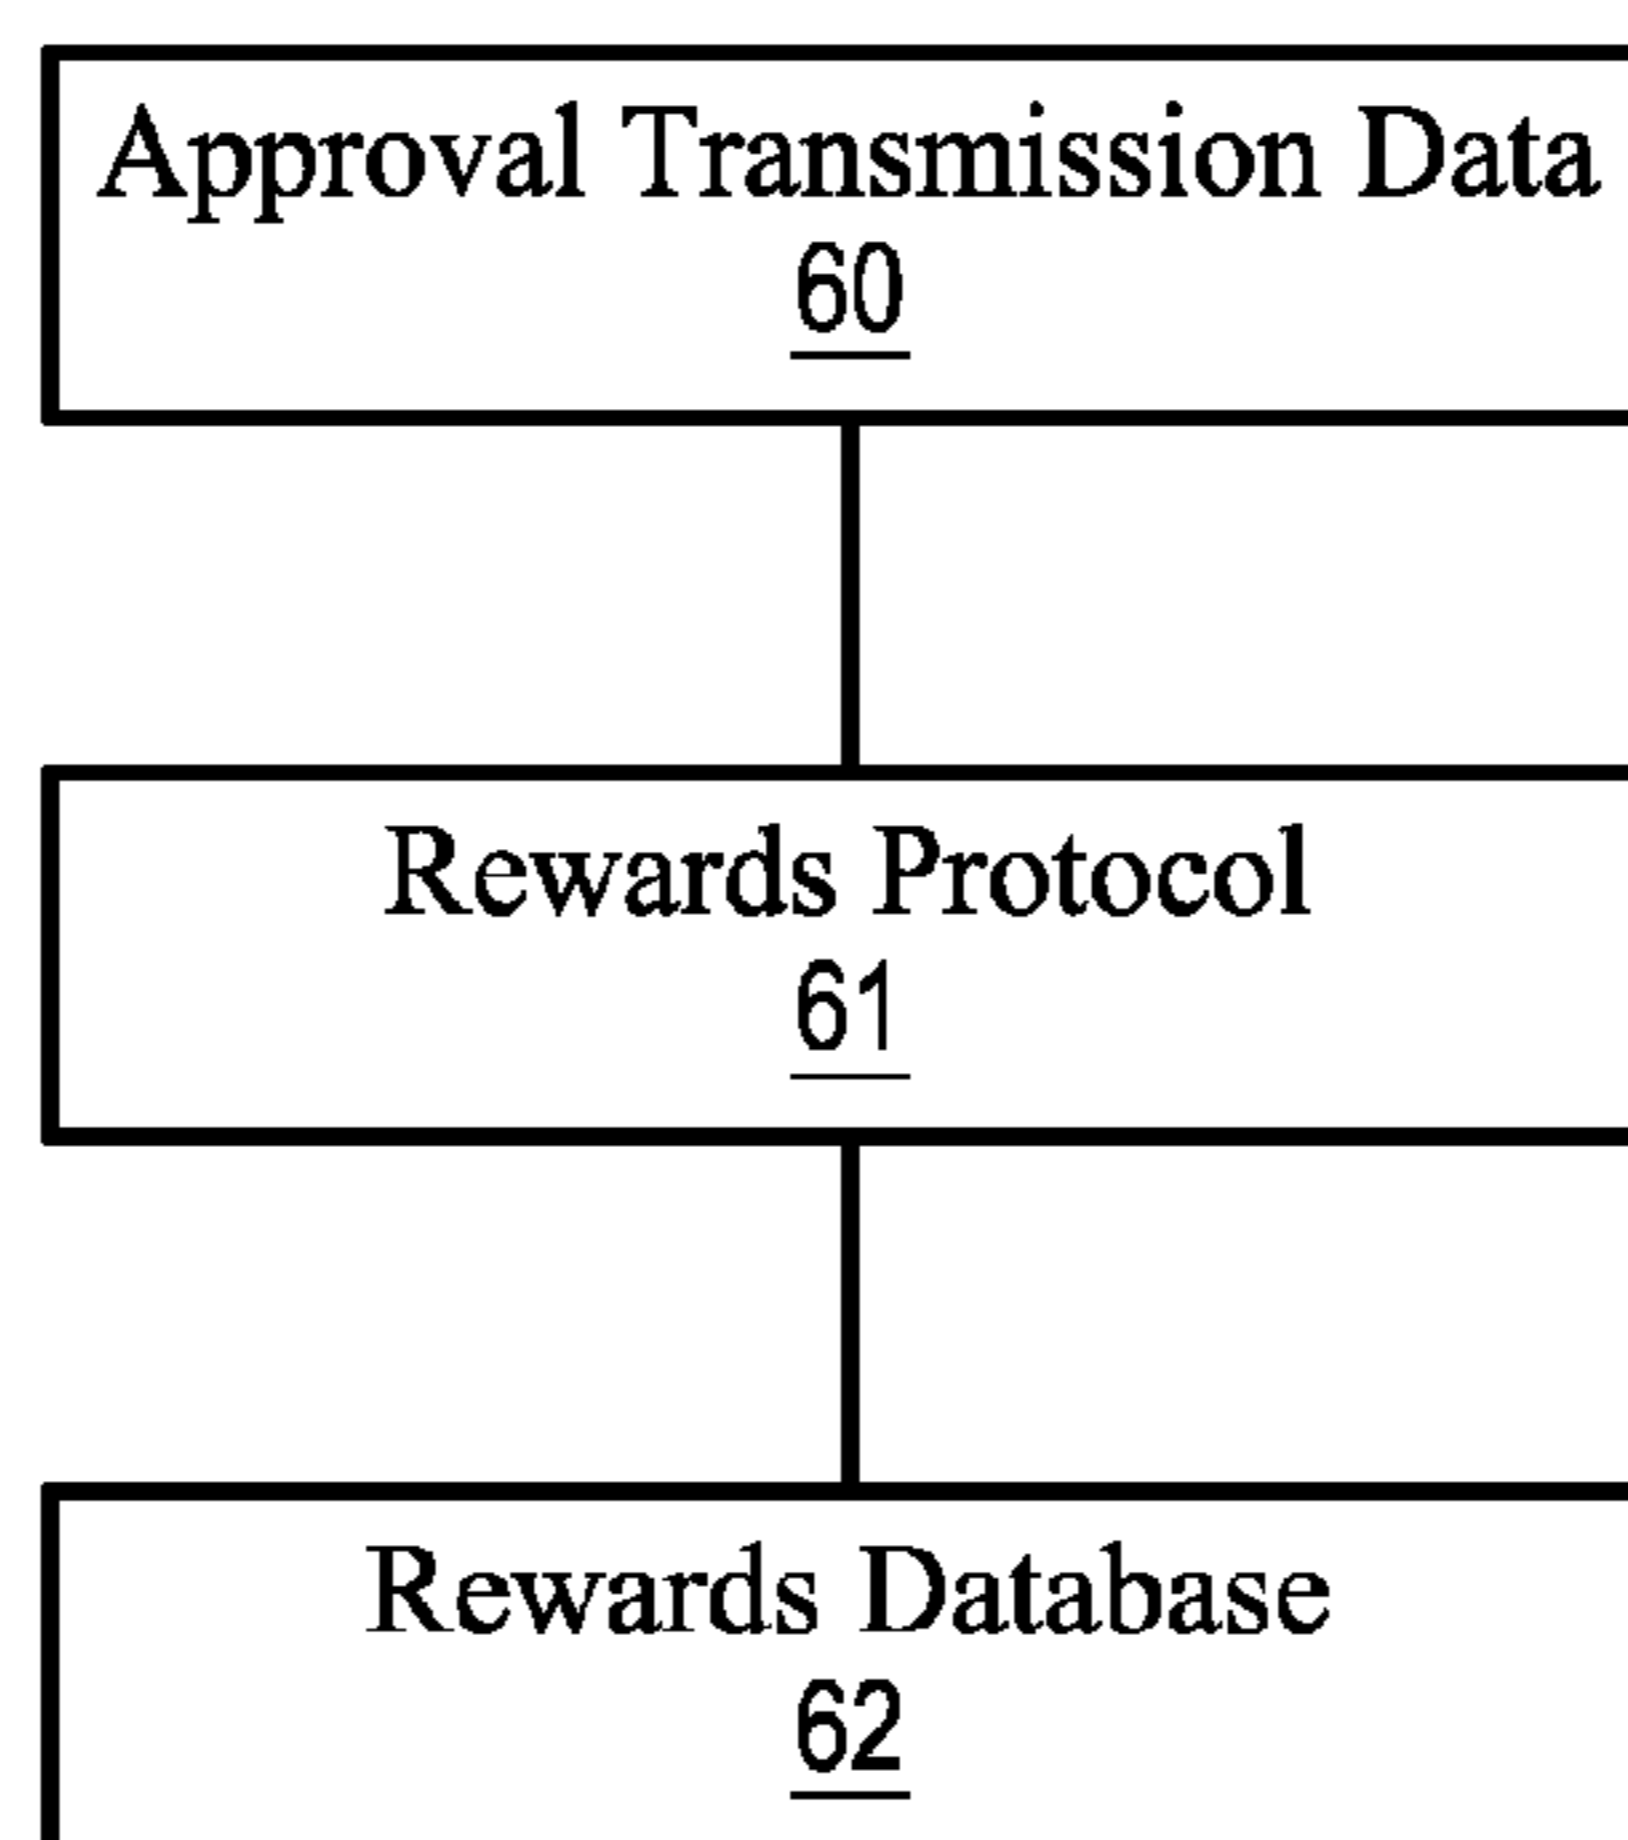 Approval Transmission Data
60
Rewards Protocol
61
Rewards Database
62